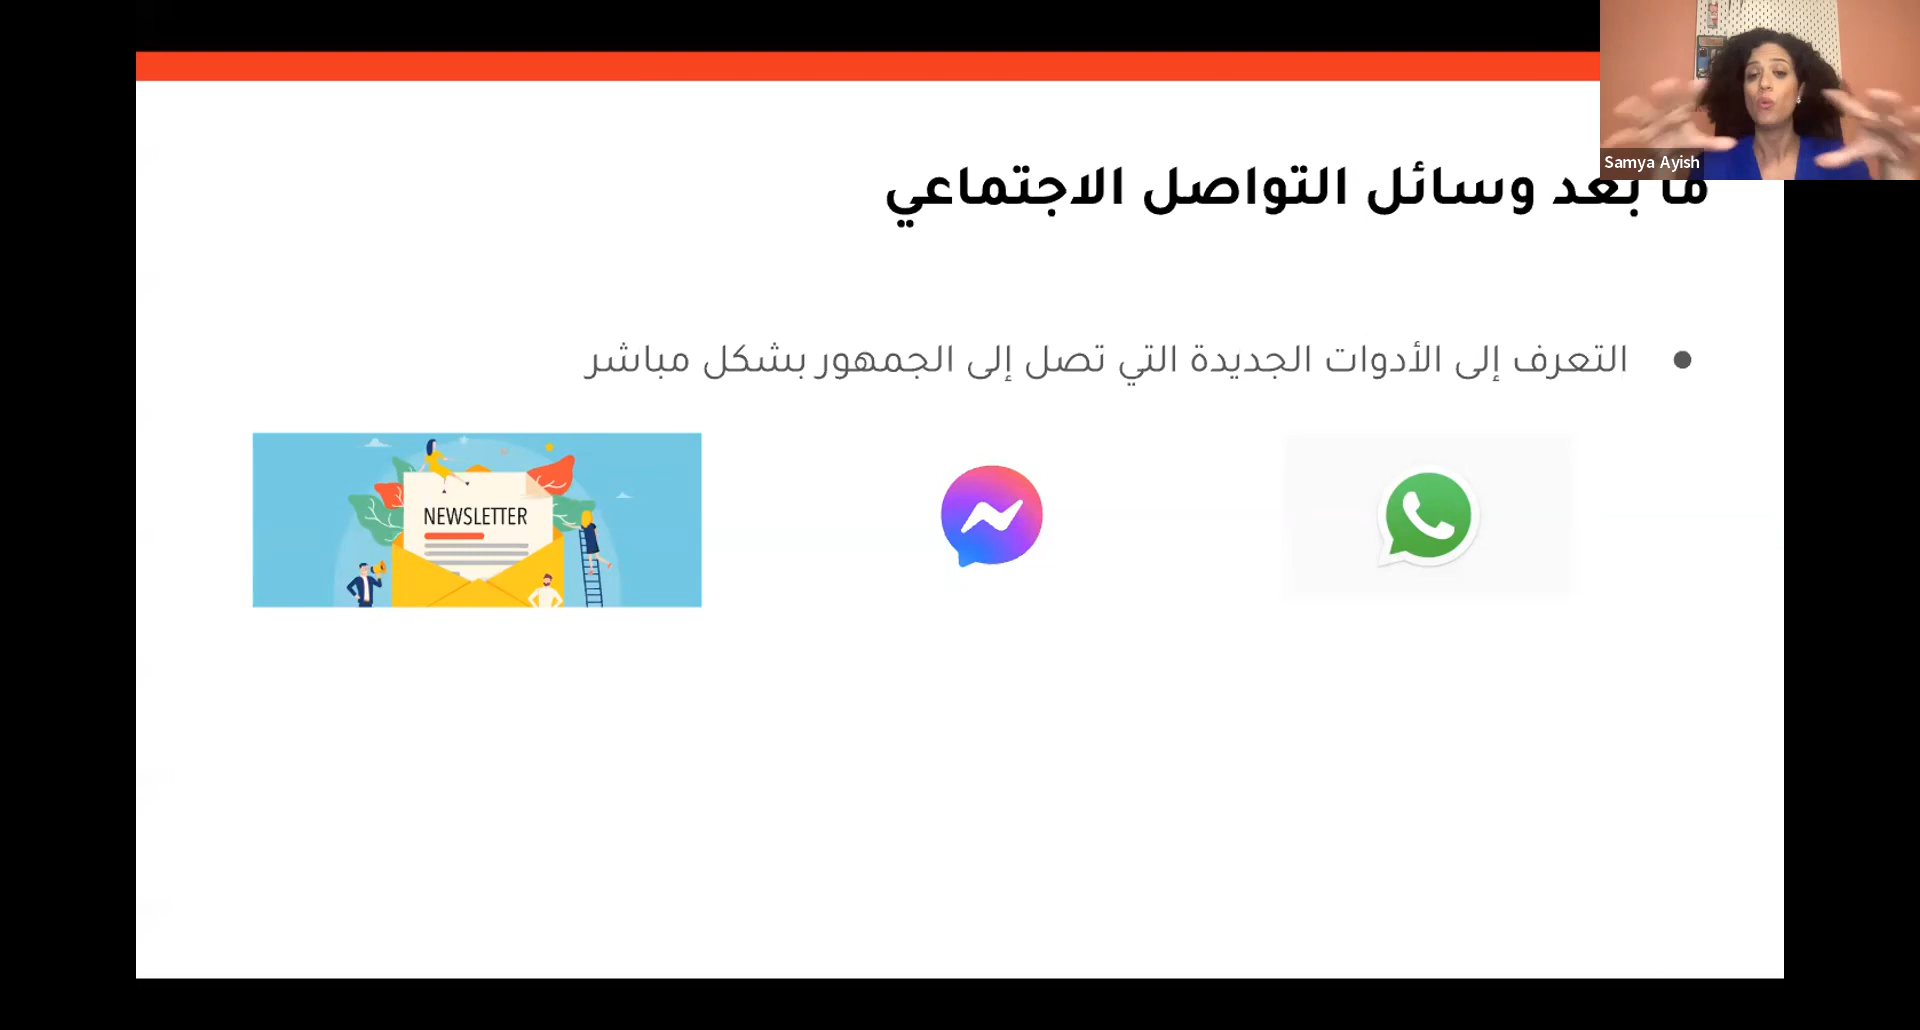 Samya Ayish
ما بعد وسائل التواصل الاجتماعي
التعرف إلى الأدوات الجديدة التي تصل إلى الجمهور بشكل مباشر
NEWSLETTER